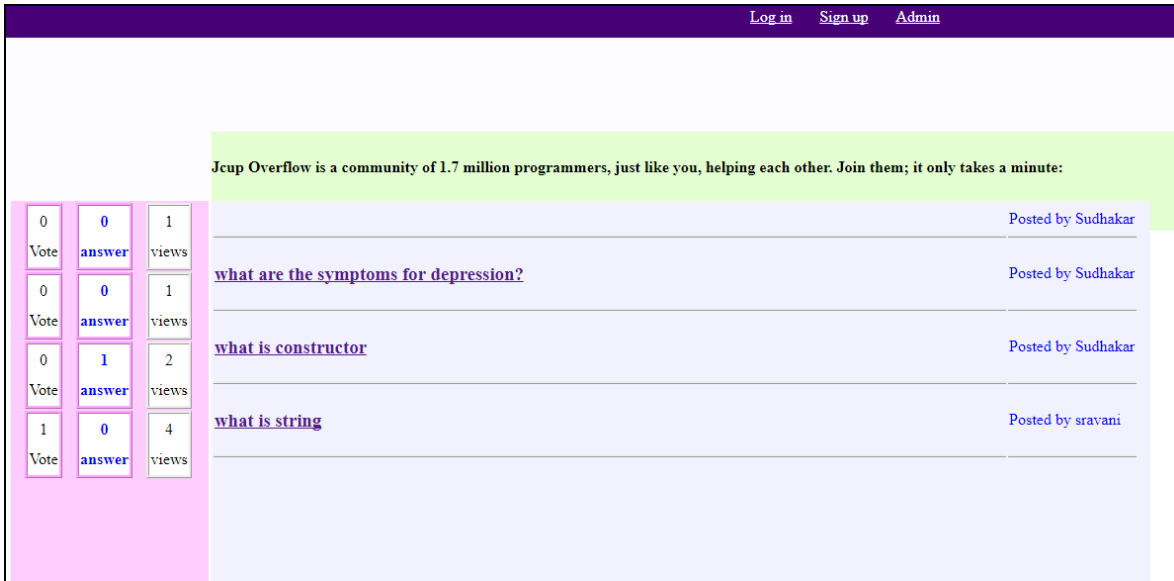 Log in Sign up Admin
Jcup Overflow is a community of 1.7 million programmers, just like you, helping each other. Join them; it only takes a minute:
0 0 1 Posted by Sudhakar
Vote answer views
what are the symptoms for depression? Posted by Sudhakar
0 0 1
Vote answer views
what is constructor Posted by Sudhakar
0 1 2
Vote answer views
what is string Posted by sravani
1 0 4
Vote answer views